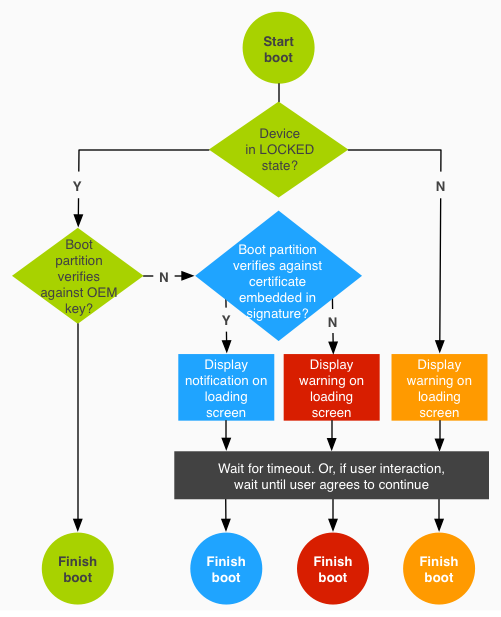 Start
boot
Device
in LOCKED
state?
Y
N
Boot
partition
verifies
against OEM
key?
N
Boot partition
verifies against
certificate
embedded in
signature?
Y
N
Display
notification on
loading
screen
Display
warning on
loading
screen
Display
warning on
loading
screen
Wait for timeout. Or, if user interaction,
wait until user agrees to continue
Finish
boot
Finish
boot
Finish
boot
Finish
boot